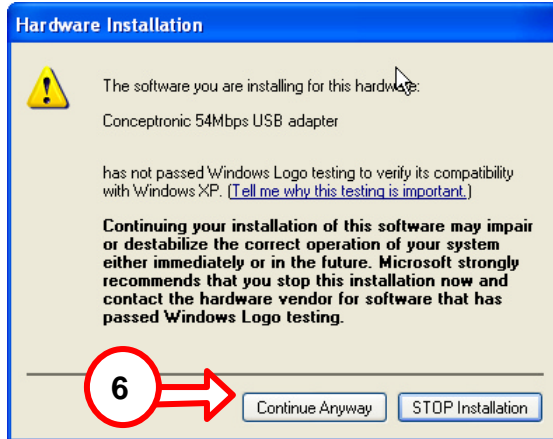 Hardware Installation
The software you are installing for this hardware:
Conceptronic 54Mbps USB adapter
has not passed Windows Logo testing to verify its compatibility
with Windows XP. (Tell me why this testing is important.)
Continuing your installation of this software may impair
or destabilize the correct operation of your system
either immediately or in the future. Microsoft strongly
recommends that you stop this installation now and
contact the hardware vendor for software that has
passed Windows Logo testing.
6
Continue Anyway
STOP Installation